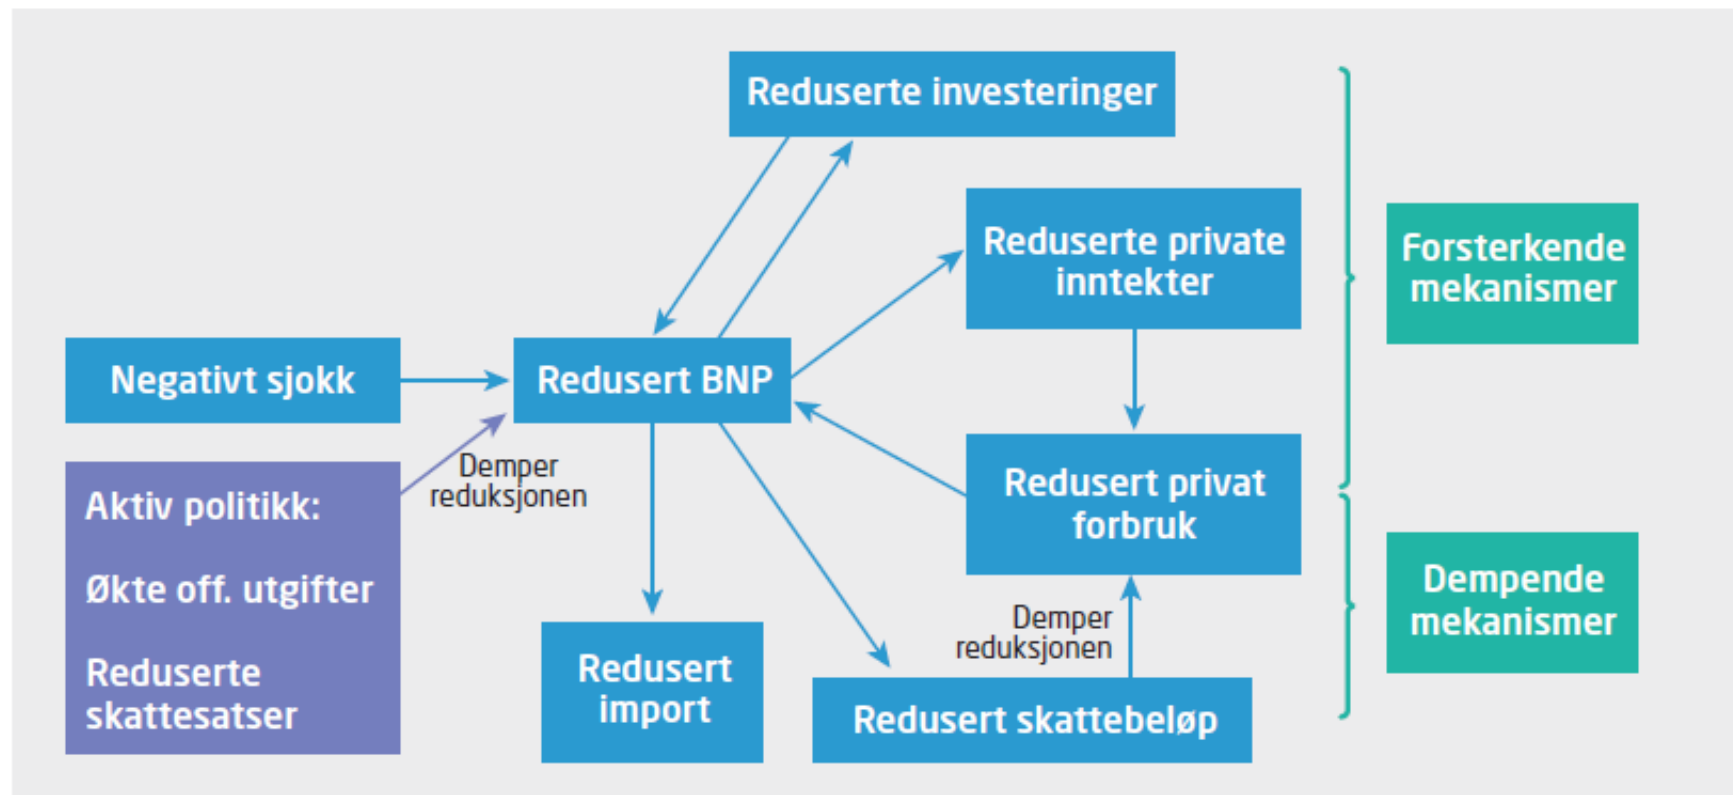 Reduserte investeringer
Reduserte private
inntekter
Forsterkende
mekanismer
Negativt sjokk
Redusert BNP
Demper
reduksjonen
Aktiv politikk:
Økte off. utgifter
Reduserte
skattesatser
Redusert privat
forbruk
Dempende
mekanismer
Demper
reduksjonen
Redusert
import
Redusert skattebeløp